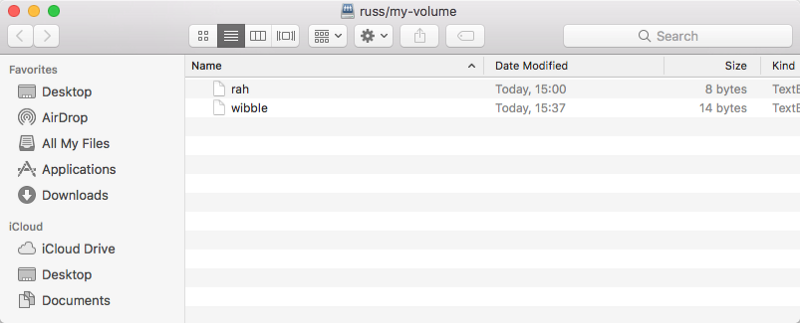 russ/my-volume
Search
Favorites
Desktop
AirDrop
All My Files
Applications
Downloads
iCloud
iCloud Drive
Desktop
Documents
Name Date Modified Size Kind
rah Today, 15:00 8 bytes TextE
wibble Today, 15:37 14 bytes TextE